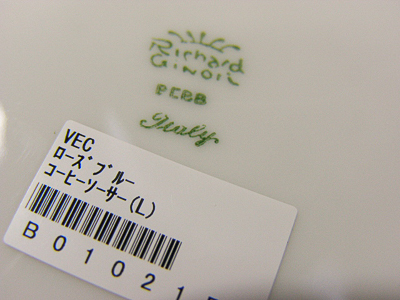 Richard
GINORI
PCBB
Italy
VEC
ローズブルー
コーヒーソーサー(L)
B01021